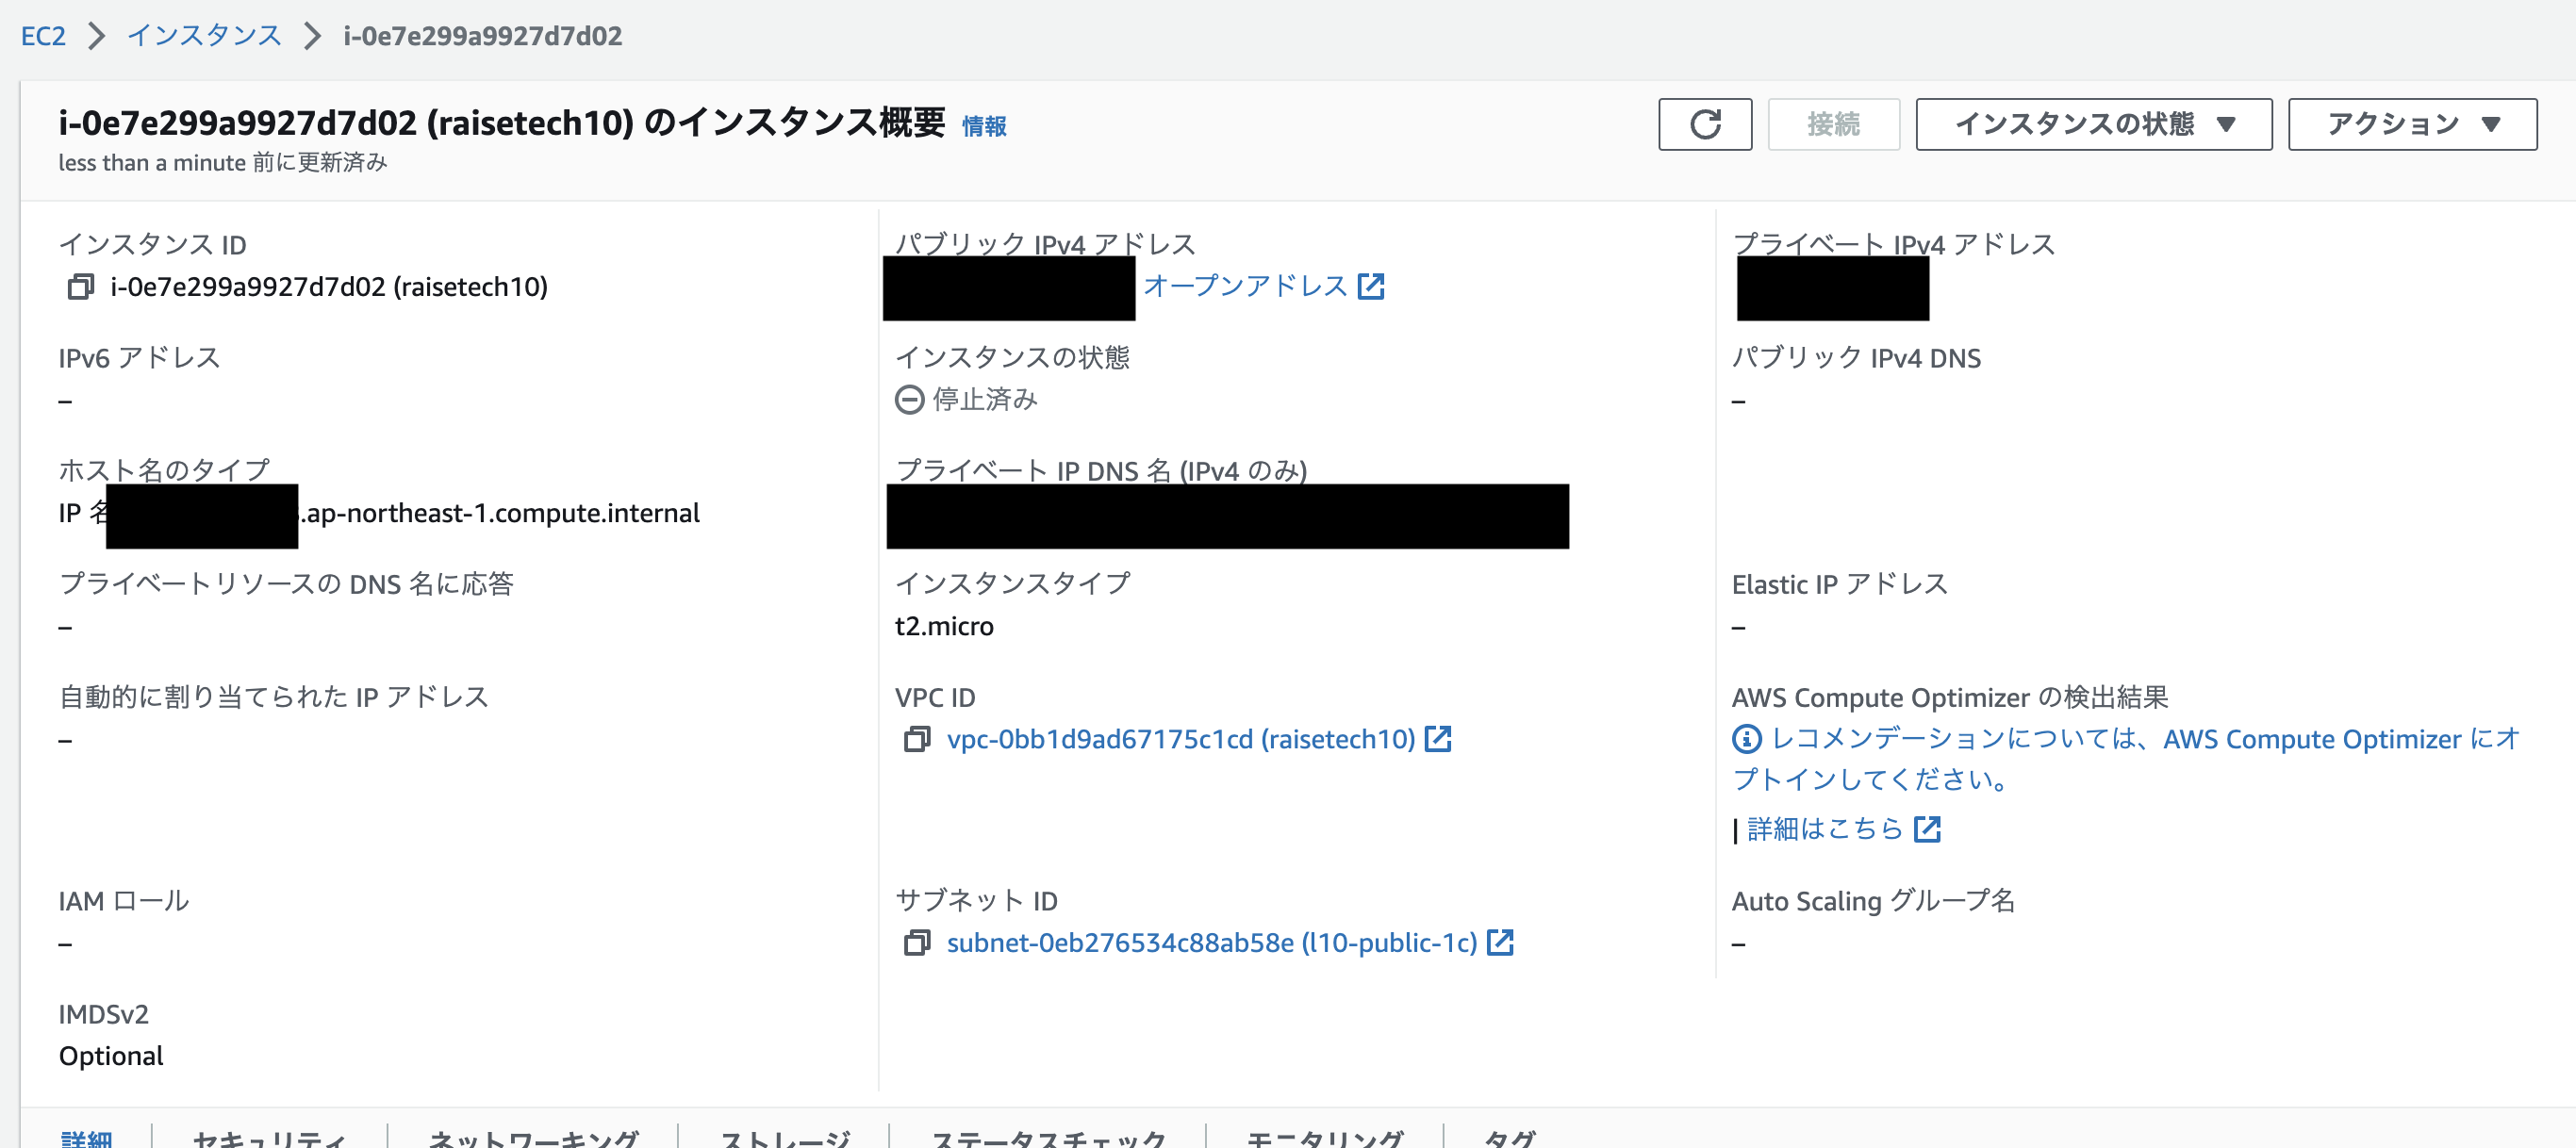 EC2 > インスタンス > i-0e7e299a9927d7d02
i-0e7e299a9927d7d02 (raisetech10) のインスタンス概要 情報
less than a minute 前に更新済み
接続
インスタンスの状態 ▼
アクション ▼
インスタンス ID
i-0e7e299a9927d7d02 (raisetech10)
パブリック IPv4 アドレス
オープンアドレス
プライベート IPv4 アドレス
IPv6 アドレス
–
インスタンスの状態
停止済み
パブリック IPv4 DNS
–
ホスト名のタイプ
IP 名 .ap-northeast-1.compute.internal
プライベート IP DNS 名 (IPv4 のみ)
プライベートリソースの DNS 名に応答
–
インスタンスタイプ
t2.micro
Elastic IP アドレス
–
自動的に割り当てられた IP アドレス
–
VPC ID
vpc-0bb1d9ad67175c1cd (raisetech10)
AWS Compute Optimizer の検出結果
レコメンデーションについては、AWS Compute Optimizer にオ
プトインしてください。
| 詳細はこちら
IAM ロール
–
サブネット ID
subnet-0eb276534c88ab58e (l10-public-1c)
Auto Scaling グループ名
–
IMDSv2
Optional
詳細
セキュリティ
ネットワーキング
ストレージ
ステータスチェック
モニタリング
タグ